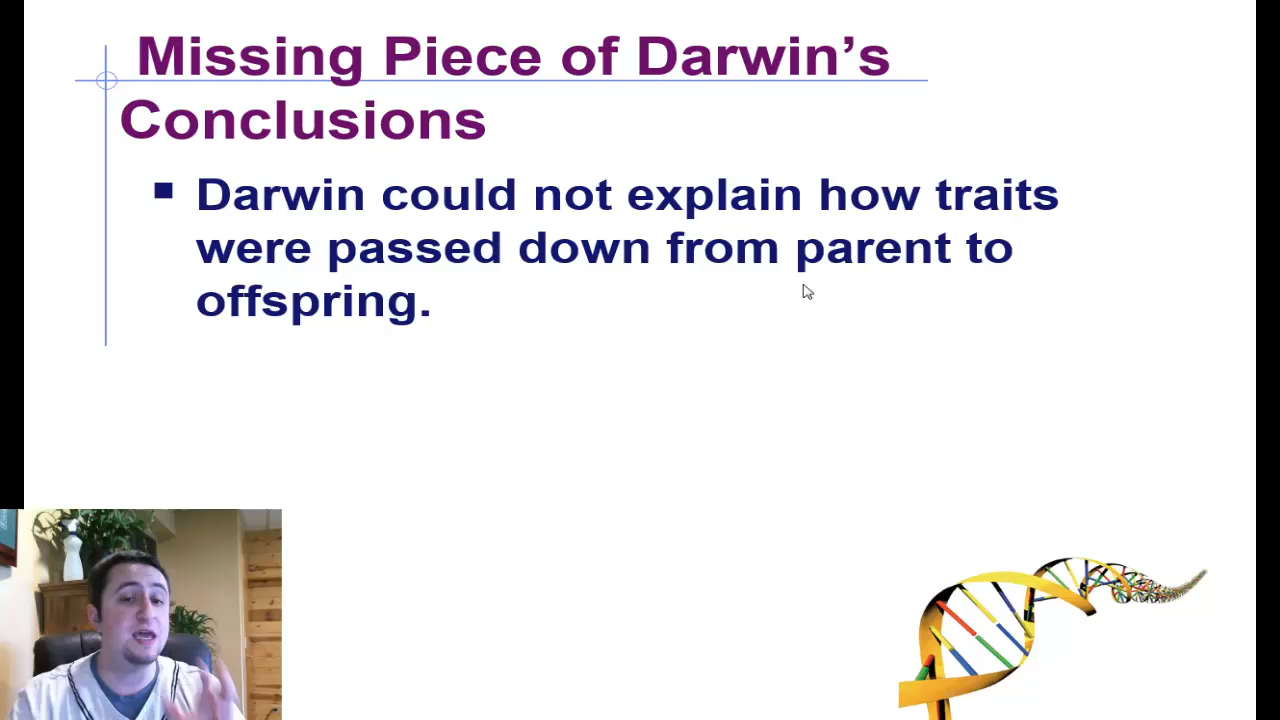 Missing Piece of Darwin’s
Conclusions
Darwin could not explain how traits
were passed down from parent to
offspring.